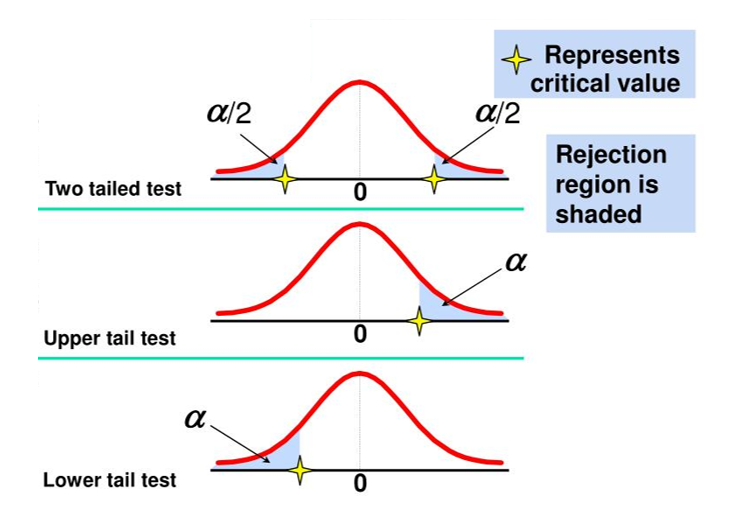 Represents
critical value
α/2
α/2
Rejection
region is
shaded
Two tailed test
0
α
Upper tail test
0
α
Lower tail test
0